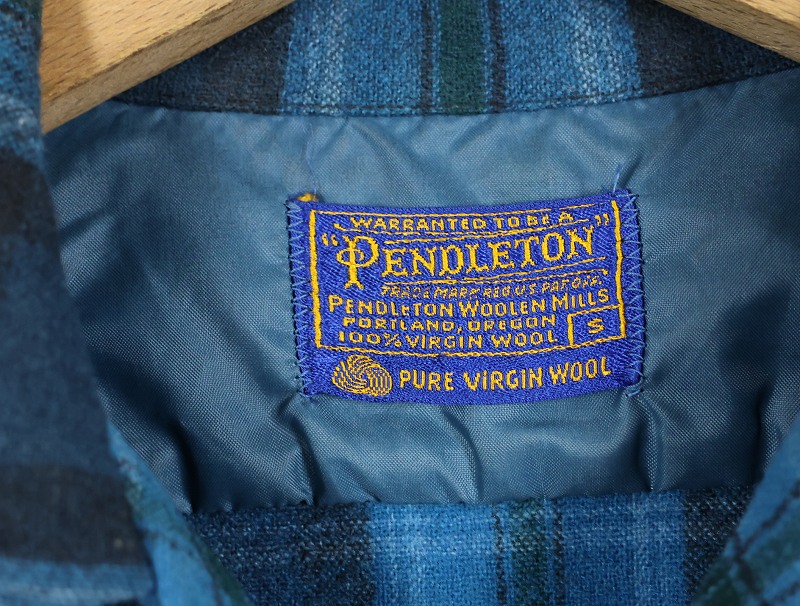 WARRANTED TO BE A
"PENDLETON"
TRADE MARK REG U.S. PAT. OFF.
PENDLETON WOOLEN MILLS
PORTLAND, OREGON
100% VIRGIN WOOL
S
PURE VIRGIN WOOL